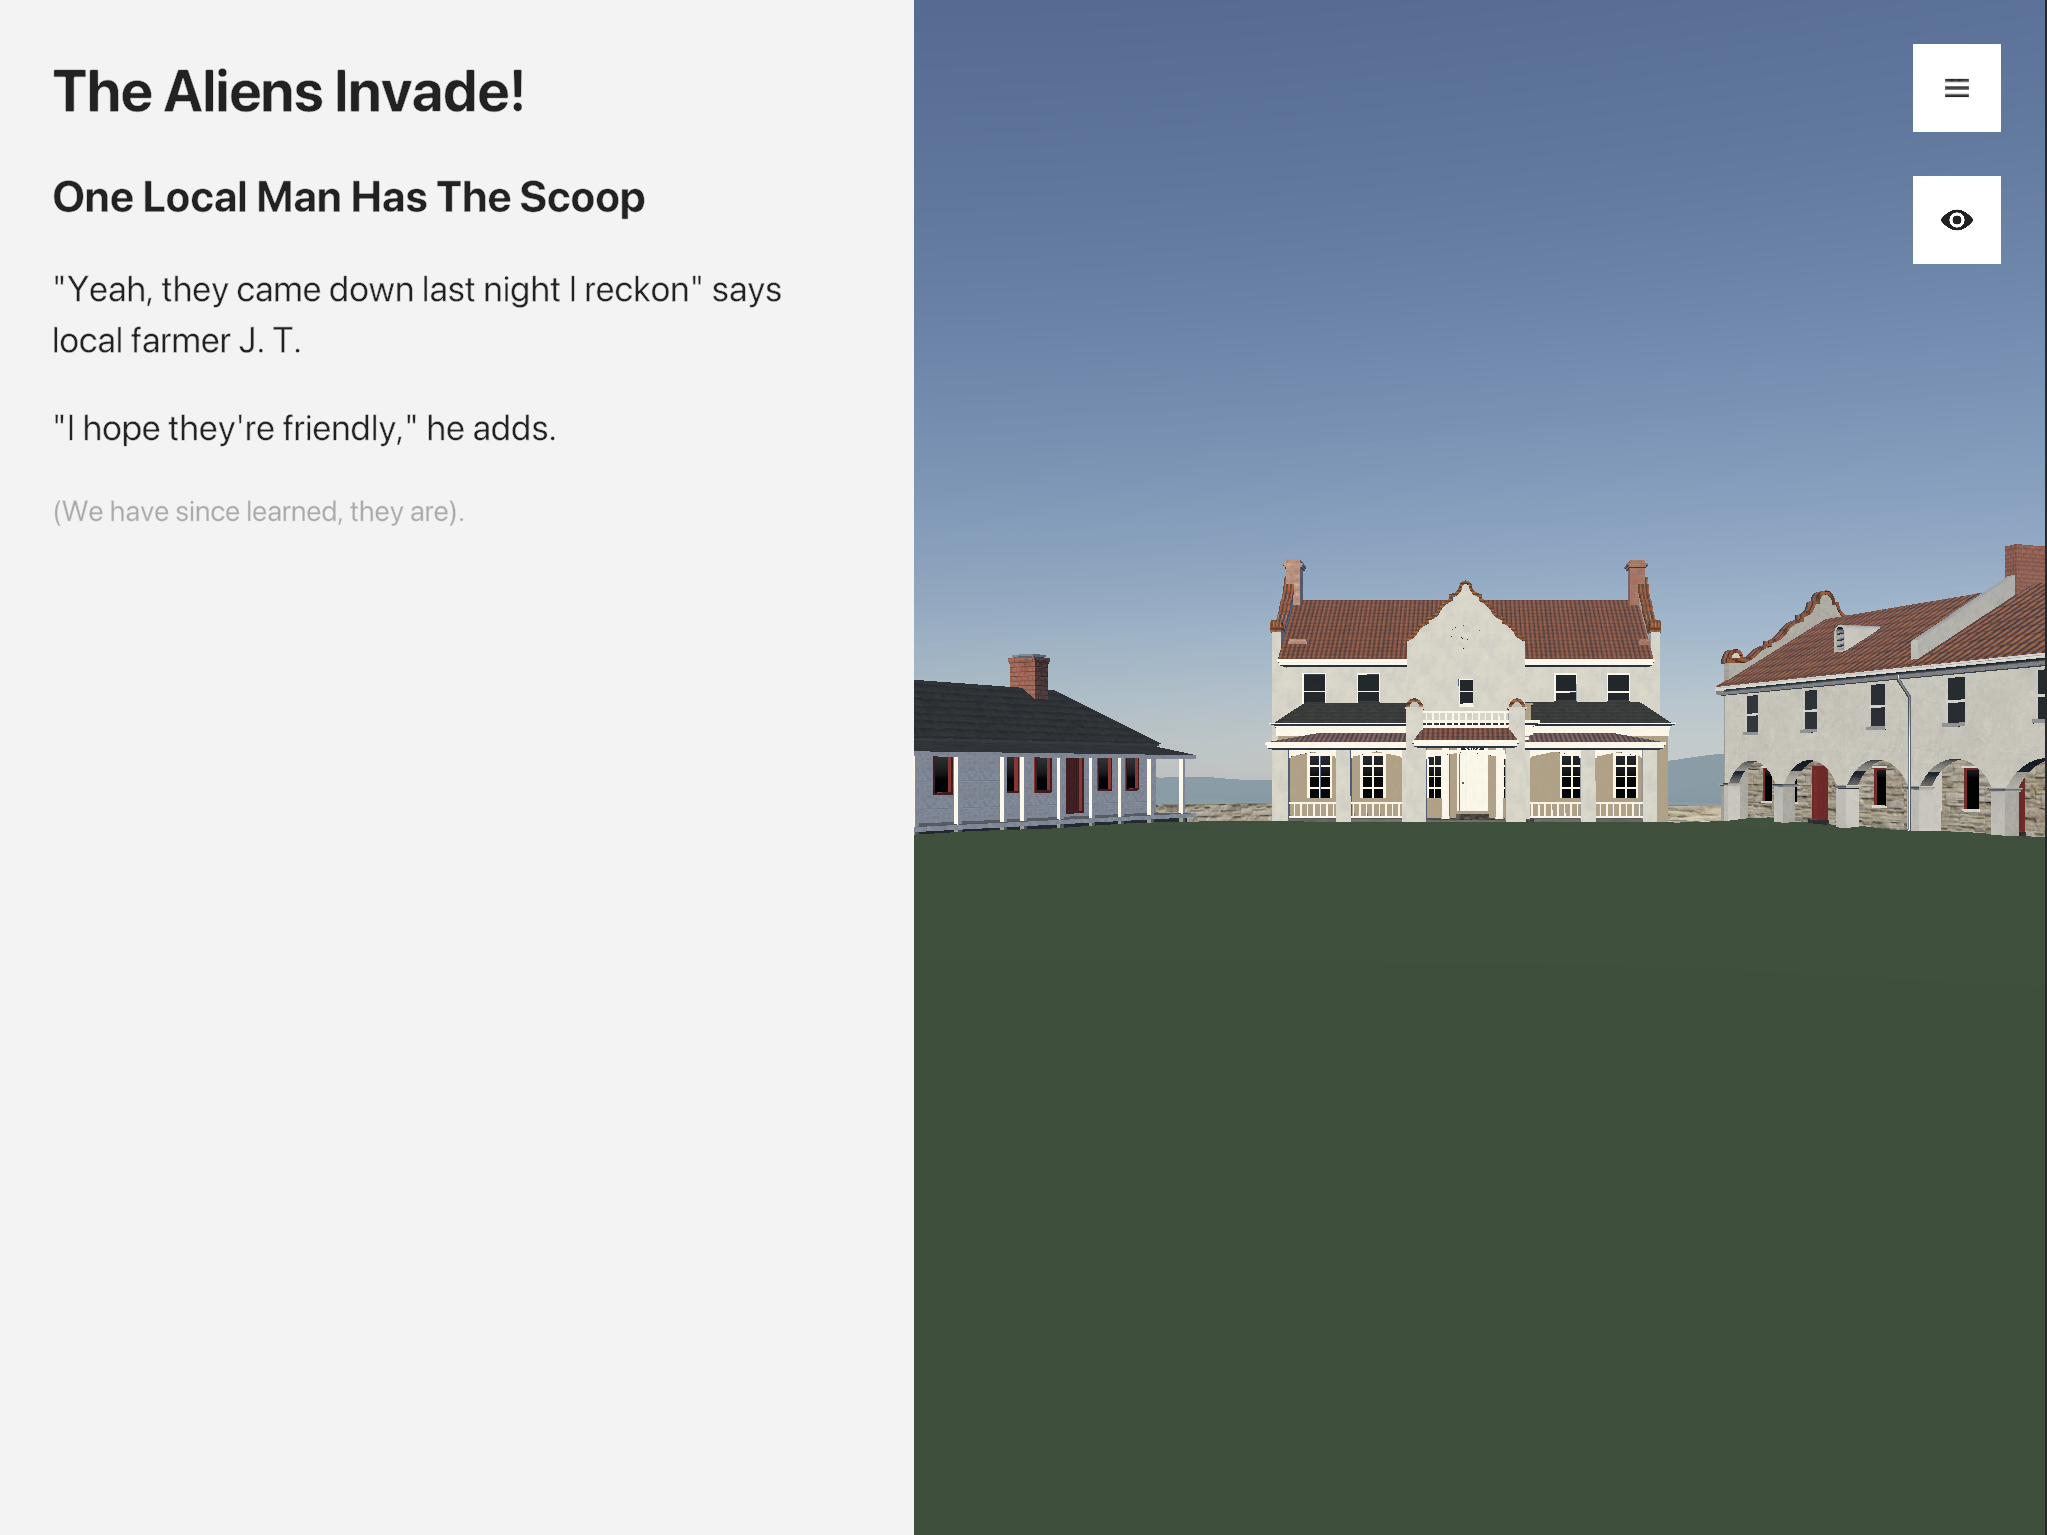 The Aliens Invade!
One Local Man Has The Scoop
"Yeah, they came down last night I reckon" says
local farmer J. T.
"I hope they're friendly," he adds.
(We have since learned, they are).